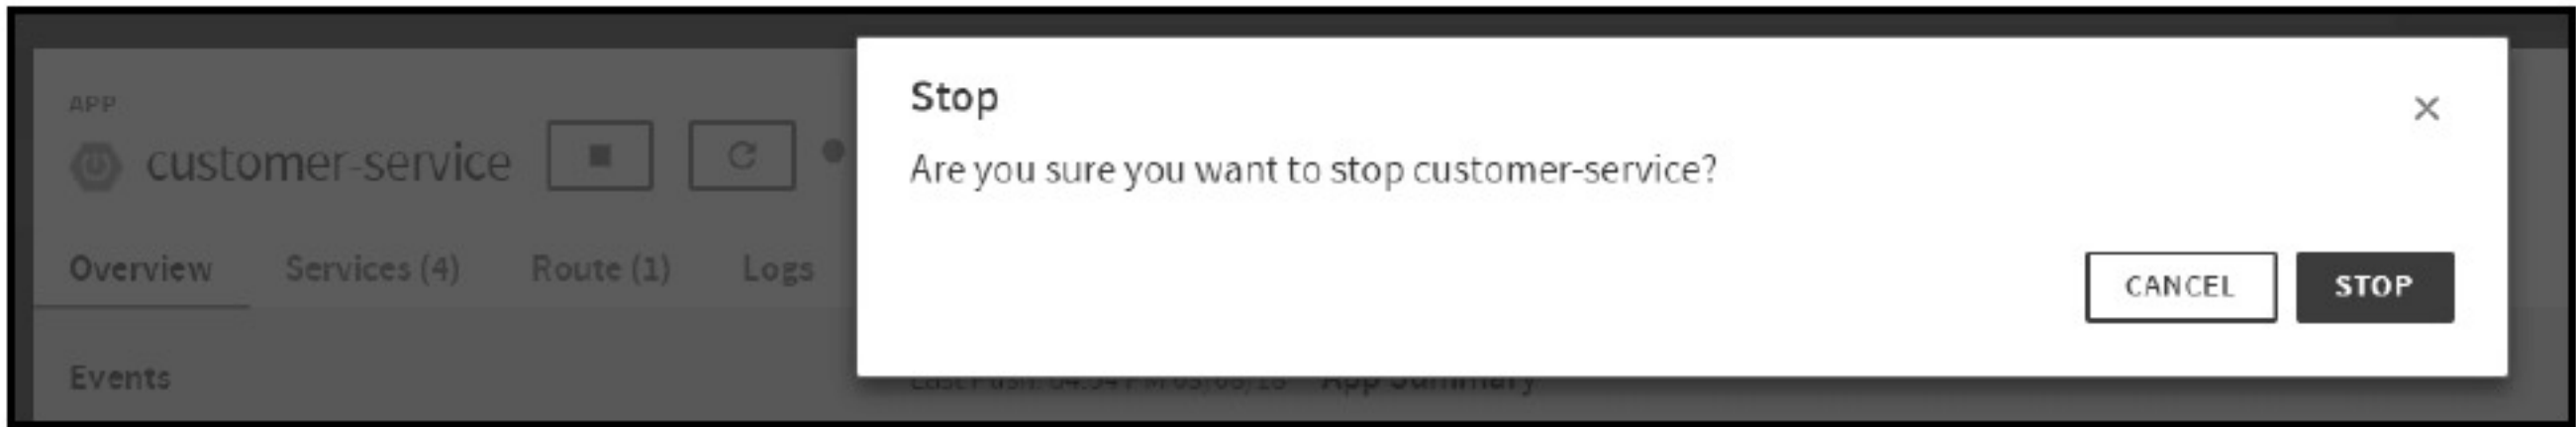 APP
customer-service
Overview Services (4) Route (1) Logs
Events
Stop
Are you sure you want to stop customer-service?
CANCEL STOP
App Summary